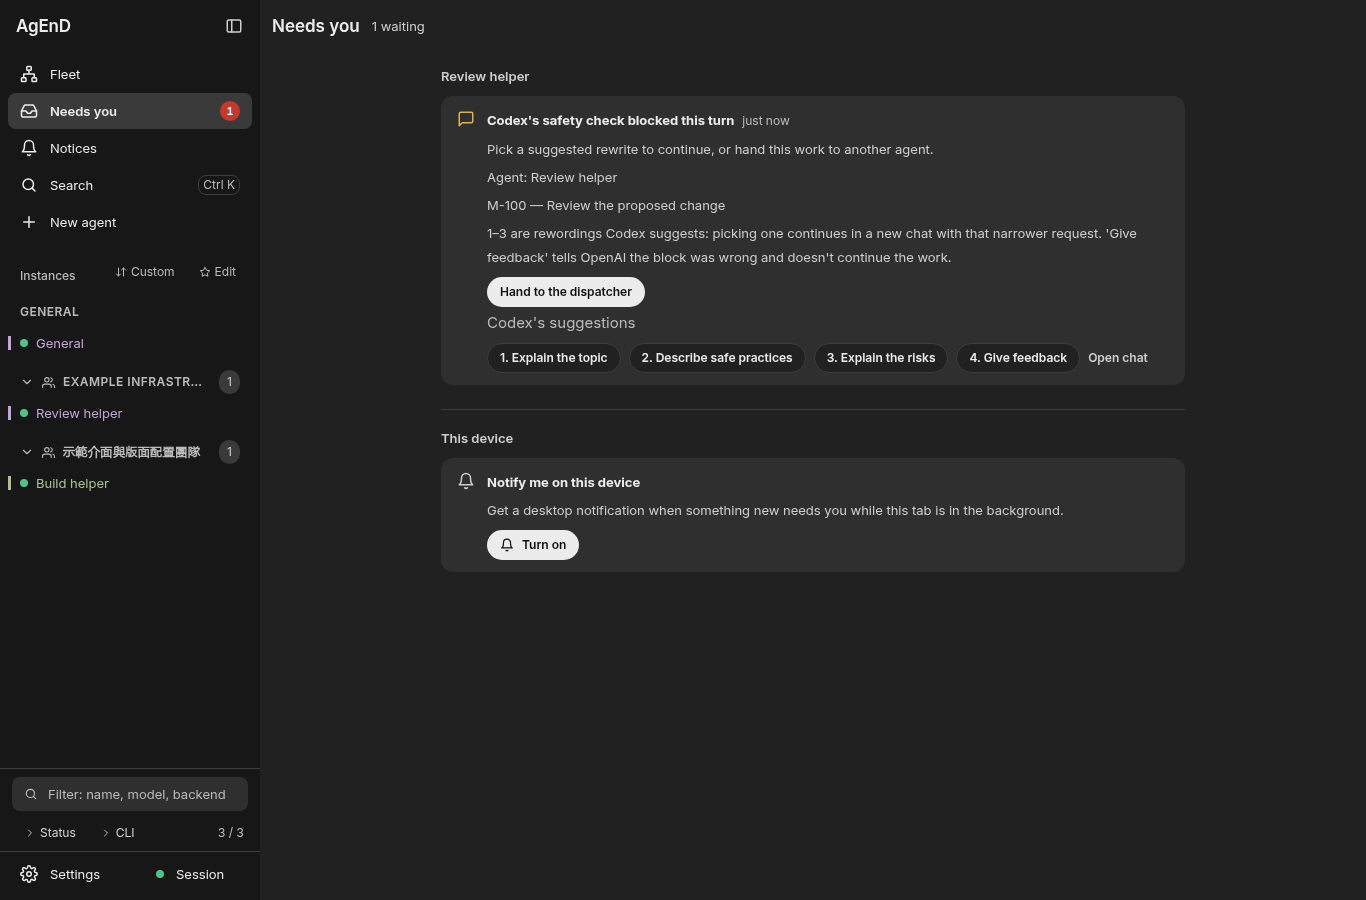 AgEnD
Fleet
Needs you 1
Notices
Search Ctrl K
New agent
Instances Custom Edit
GENERAL
General
EXAMPLE INFRASTR... 1
Review helper
示範介面與版面配置團隊 1
Build helper
Filter: name, model, backend
Status CLI 3 / 3
Settings Session
Needs you 1 waiting
Review helper
Codex's safety check blocked this turn just now
Pick a suggested rewrite to continue, or hand this work to another agent.
Agent: Review helper
M-100 — Review the proposed change
1–3 are rewordings Codex suggests: picking one continues in a new chat with that narrower request. 'Give
feedback' tells OpenAI the block was wrong and doesn't continue the work.
Hand to the dispatcher
Codex's suggestions
1. Explain the topic 2. Describe safe practices 3. Explain the risks 4. Give feedback Open chat
This device
Notify me on this device
Get a desktop notification when something new needs you while this tab is in the background.
Turn on